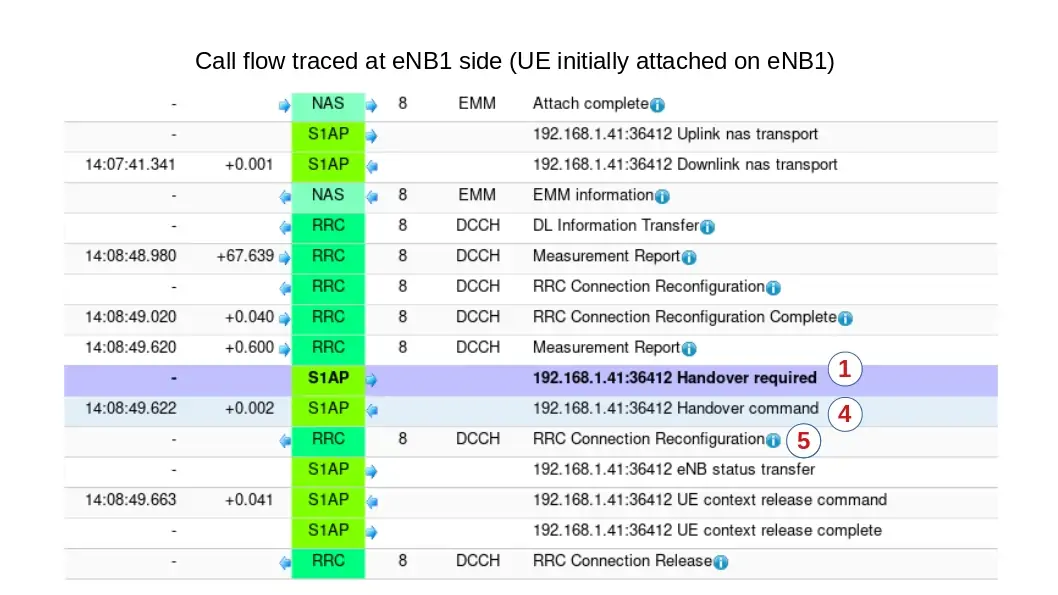 Call flow traced at eNB1 side (UE initially attached on eNB1)
- NAS 8 EMM Attach complete
- S1AP 192.168.1.41:36412 Uplink nas transport
14:07:41.341 +0.001 S1AP 192.168.1.41:36412 Downlink nas transport
- NAS 8 EMM EMM information
- RRC 8 DCCH DL Information Transfer
14:08:48.980 +67.639 RRC 8 DCCH Measurement Report
- RRC 8 DCCH RRC Connection Reconfiguration
14:08:49.020 +0.040 RRC 8 DCCH RRC Connection Reconfiguration Complete
14:08:49.620 +0.600 RRC 8 DCCH Measurement Report
- S1AP 192.168.1.41:36412 Handover required 1
14:08:49.622 +0.002 S1AP 192.168.1.41:36412 Handover command 4
- RRC 8 DCCH RRC Connection Reconfiguration 5
- S1AP 192.168.1.41:36412 eNB status transfer
14:08:49.663 +0.041 S1AP 192.168.1.41:36412 UE context release command
- S1AP 192.168.1.41:36412 UE context release complete
- RRC 8 DCCH RRC Connection Release